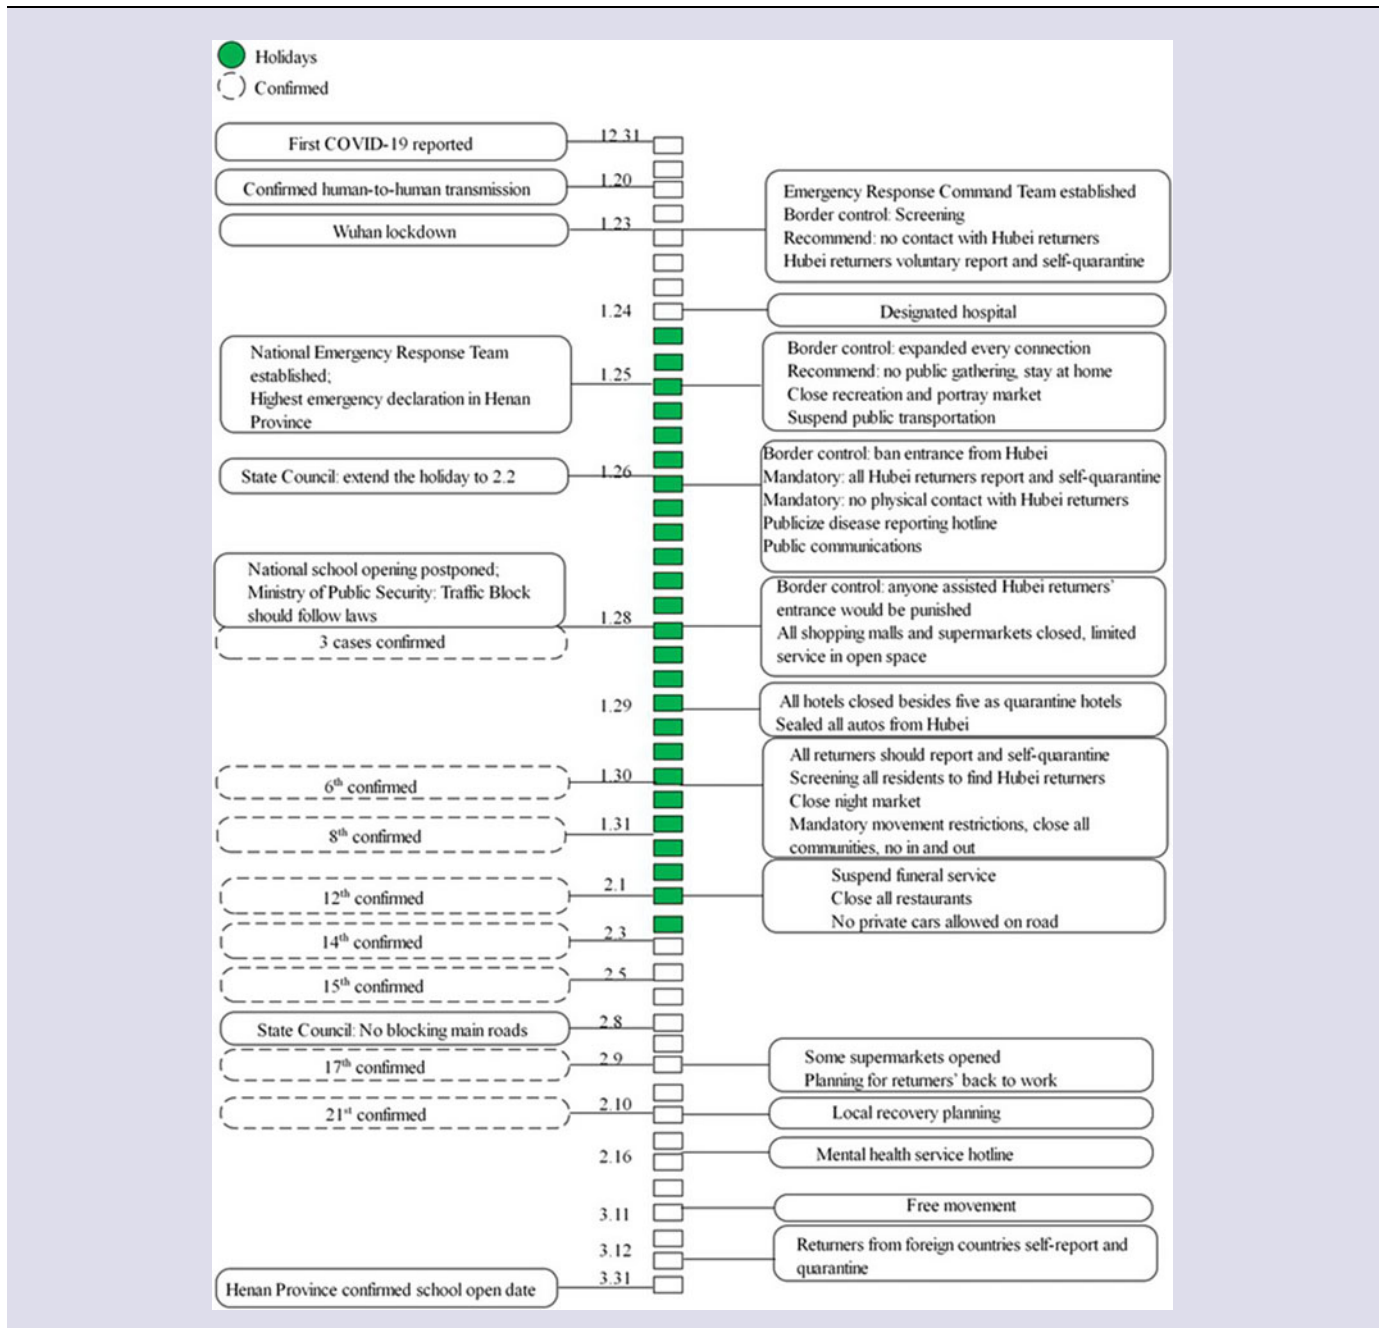 Holidays
Confirmed
First COVID-19 reported
12.31
Confirmed human-to-human transmission
1.20
Wuhan lockdown
1.23
Emergency Response Command Team established
Border control: Screening
Recommend: no contact with Hubei returners
Hubei returners voluntary report and self-quarantine
1.24
Designated hospital
National Emergency Response Team
established;
Highest emergency declaration in Henan
Province
1.25
Border control: expanded every connection
Recommend: no public gathering, stay at home
Close recreation and portray market
Suspend public transportation
State Council: extend the holiday to 2.2
1.26
Border control: ban entrance from Hubei
Mandatory: all Hubei returners report and self-quarantine
Mandatory: no physical contact with Hubei returners
Publicize disease reporting hotline
Public communications
National school opening postponed;
Ministry of Public Security: Traffic Block
should follow laws
3 cases confirmed
1.28
Border control: anyone assisted Hubei returners'
entrance would be punished
All shopping malls and supermarkets closed, limited
service in open space
1.29
All hotels closed besides five as quarantine hotels
Sealed all autos from Hubei
6th confirmed
1.30
All returners should report and self-quarantine
Screening all residents to find Hubei returners
Close night market
Mandatory movement restrictions, close all
communities, no in and out
8th confirmed
1.31
12th confirmed
2.1
Suspend funeral service
Close all restaurants
No private cars allowed on road
14th confirmed
2.3
15th confirmed
2.5
State Council: No blocking main roads
2.8
17th confirmed
2.9
Some supermarkets opened
Planning for returners' back to work
21st confirmed
2.10
Local recovery planning
2.16
Mental health service hotline
3.11
Free movement
3.12
Returners from foreign countries self-report and
quarantine
Henan Province confirmed school open date
3.31